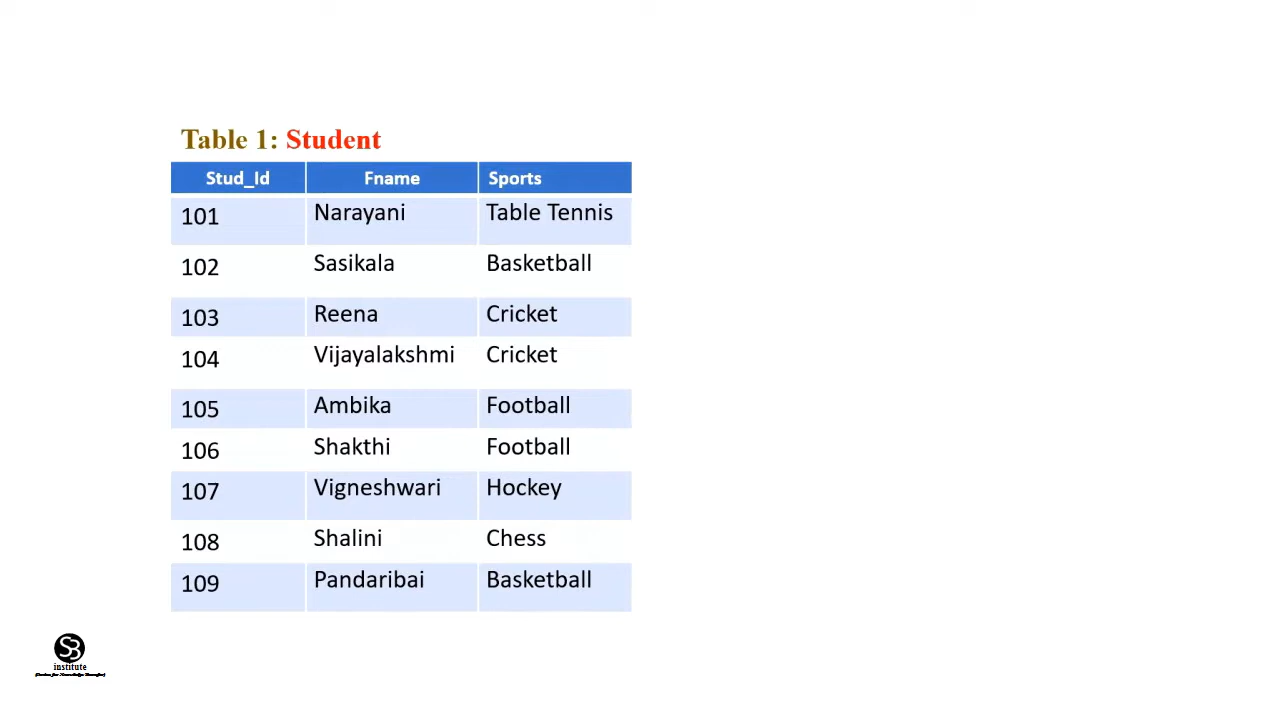 Table 1: Student
Stud_Id Fname Sports
101 Narayani Table Tennis
102 Sasikala Basketball
103 Reena Cricket
104 Vijayalakshmi Cricket
105 Ambika Football
106 Shakthi Football
107 Vigneshwari Hockey
108 Shalini Chess
109 Pandaribai Basketball
SB
institute